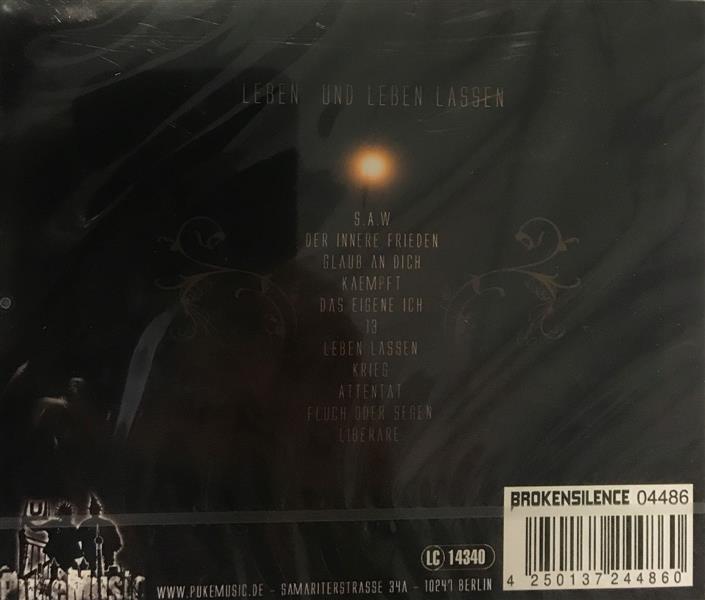 LEBEN UND LEBEN LASSEN
S.A.W
DER INNERE FRIEDEN
GLAUB AN DICH
KAEMPFT
DAS EIGENE ICH
13
LEBEN LASSEN
KRIEG
ATTENTAT
FLUCH ODER SEGEN
LIBERARE
BROKENSILENCE 04486
4 250137 244860
LC 14340
PukeMusic
WWW.PUKEMUSIC.DE - SAMARITERSTRASSE 34A - 10247 BERLIN